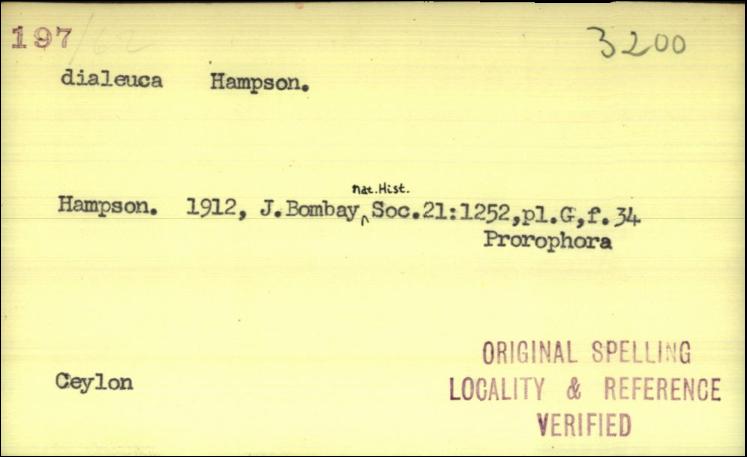 197/62 3200
dialeuca Hampson.
Hampson. 1912, J.Bombay Nat.Hist. Soc.21:1252,pl.G,f.34
Prorophora
Ceylon
ORIGINAL SPELLING
LOCALITY & REFERENCE
VERIFIED